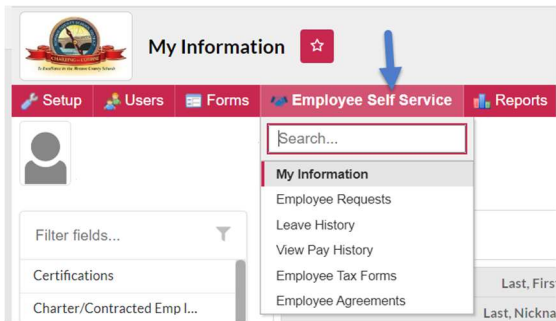 My Information
Setup Users Forms Employee Self Service Reports
Search...
My Information
Employee Requests
Leave History
View Pay History
Employee Tax Forms
Employee Agreements
Filter fields...
Certifications
Charter/Contracted Emp I...
Last, Firs
Last, Nickna